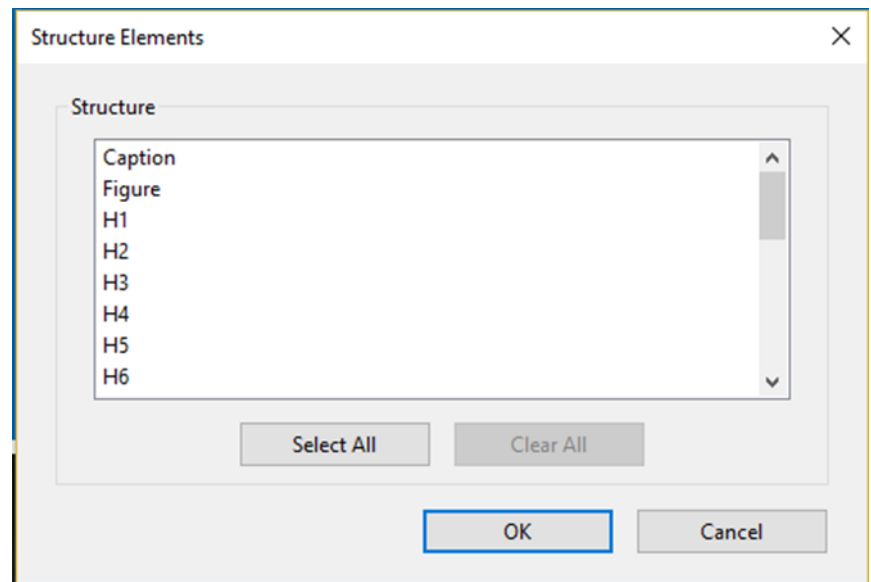 Structure Elements
Structure
Caption
Figure
H1
H2
H3
H4
H5
H6
Select All Clear All
OK Cancel